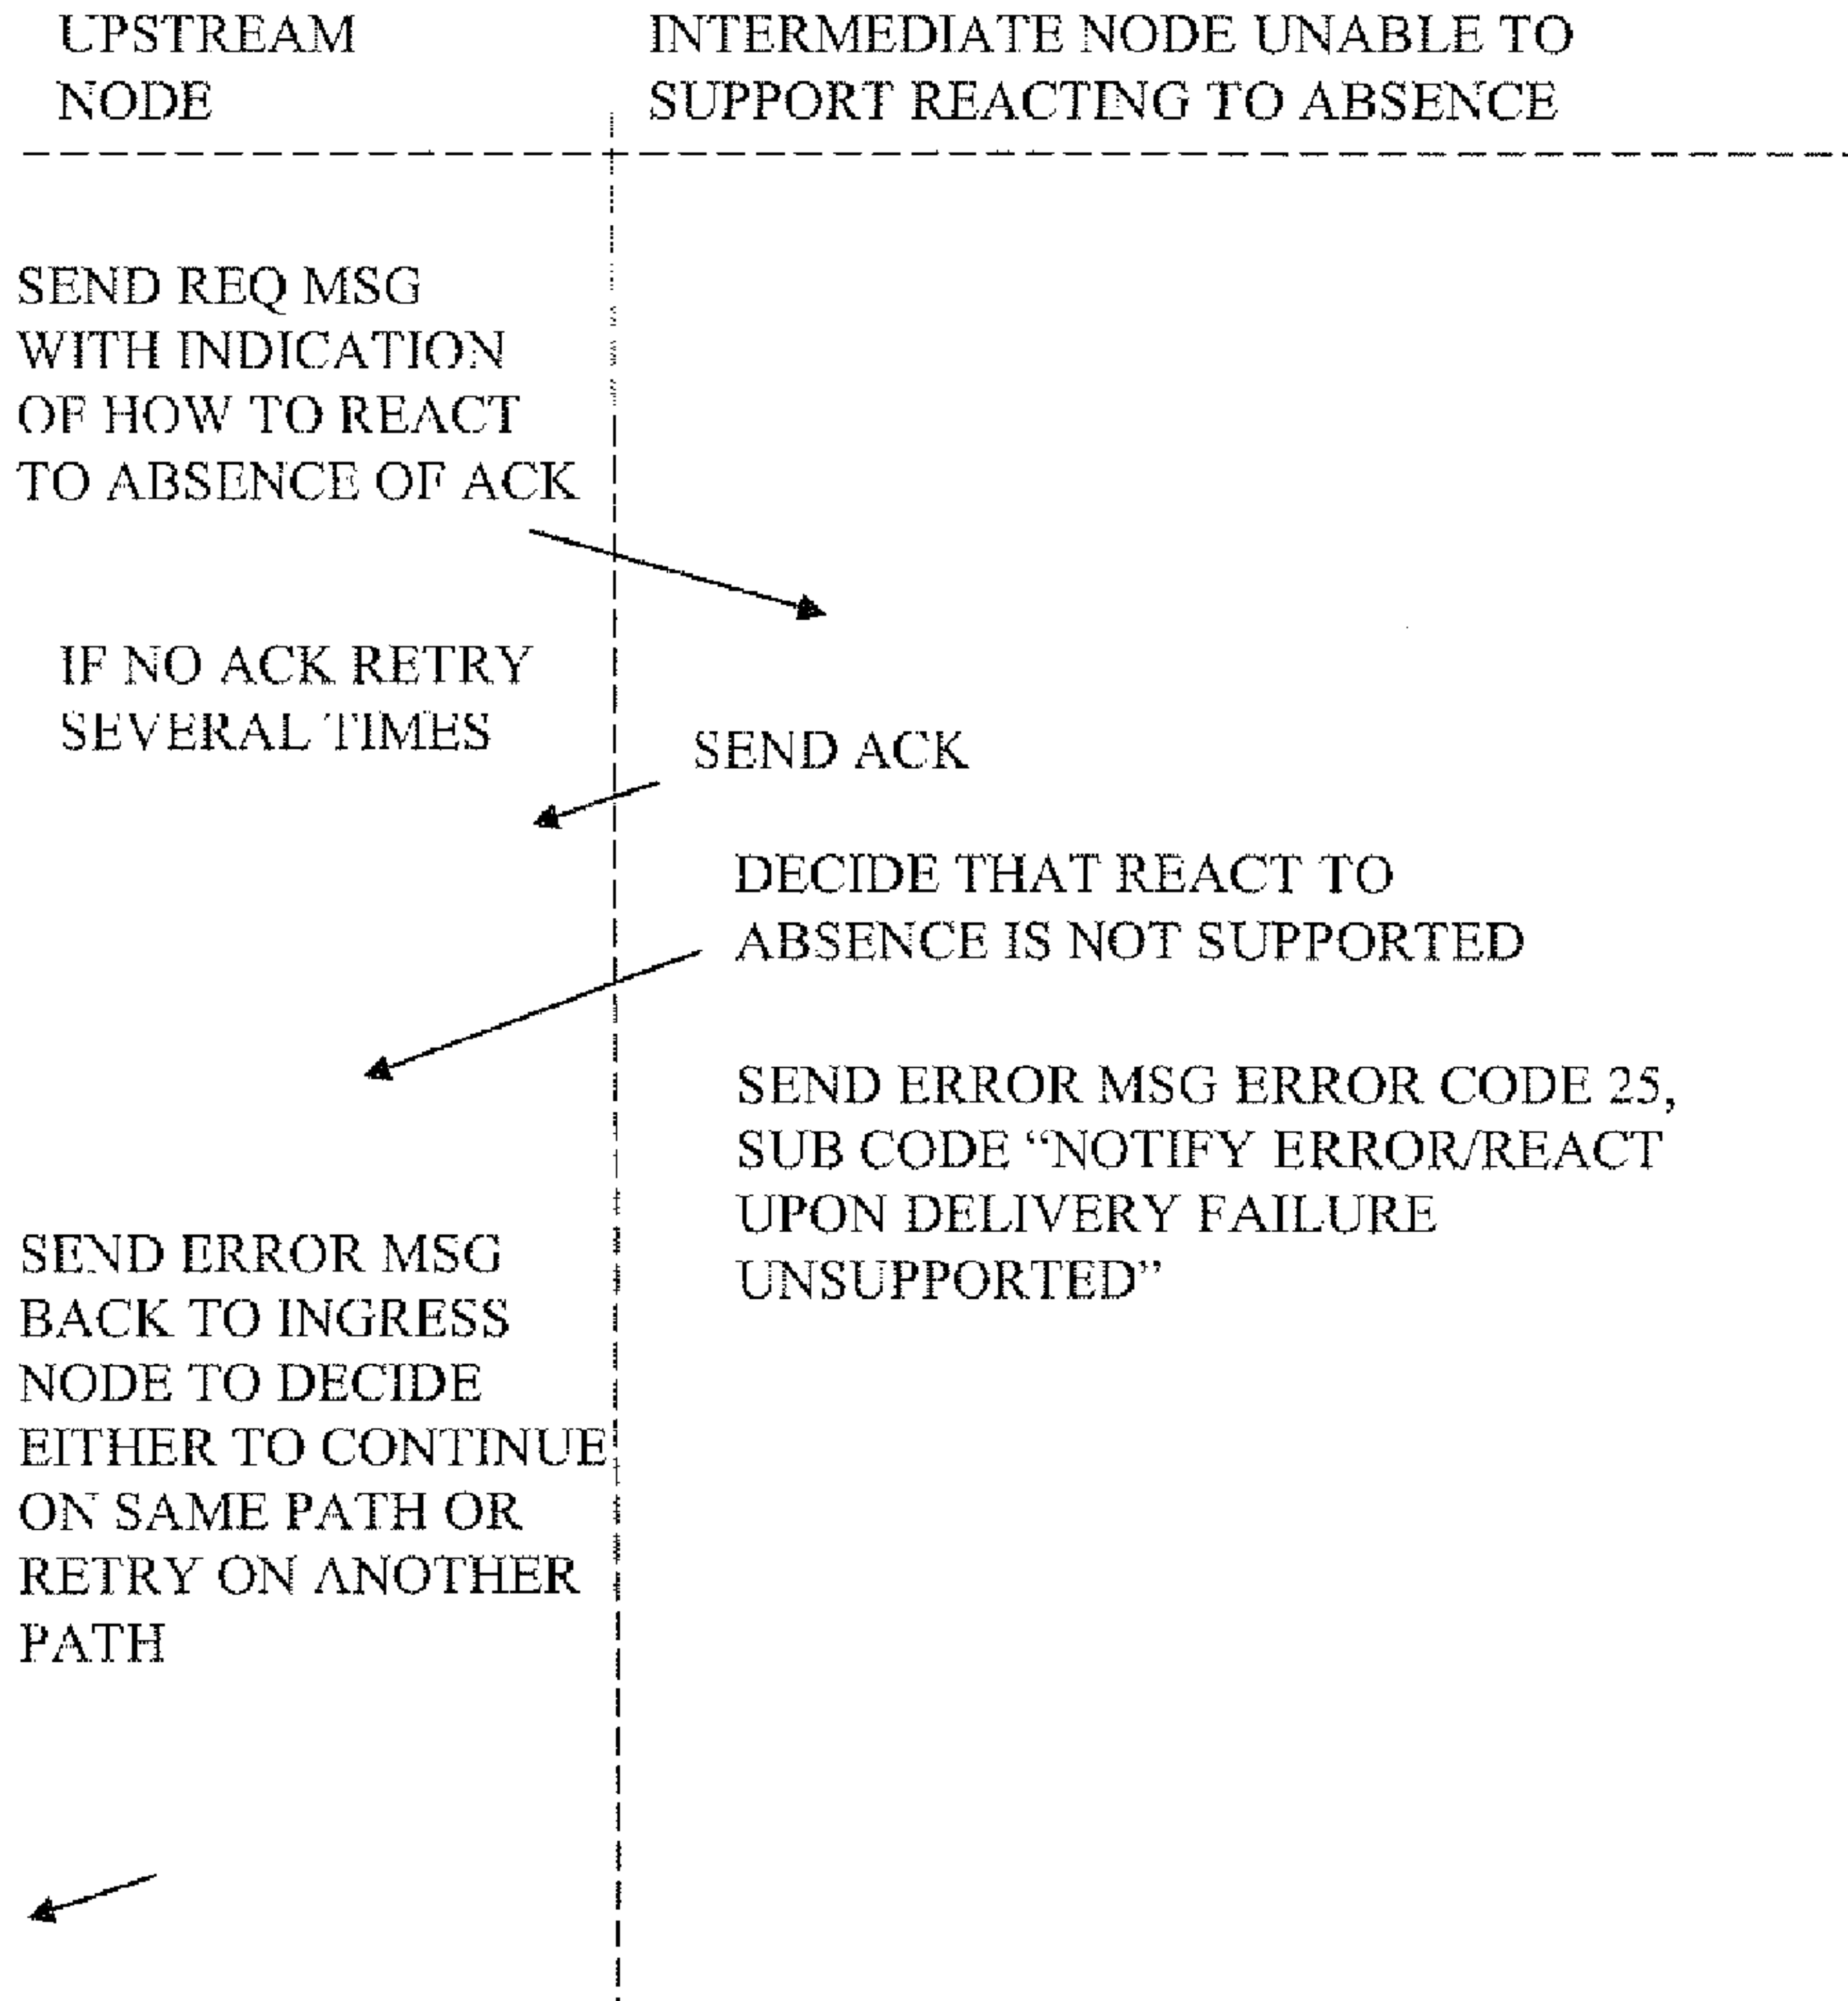 UPSTREAM
NODE
INTERMEDIATE NODE UNABLE TO
SUPPORT REACTING TO ABSENCE
SEND REQ MSG
WITH INDICATION
OF HOW TO REACT
TO ABSENCE OF ACK
IF NO ACK RETRY
SEVERAL TIMES
SEND ACK
DECIDE THAT REACT TO
ABSENCE IS NOT SUPPORTED
SEND ERROR MSG ERROR CODE 25,
SUB CODE “NOTIFY ERROR/REACT
UPON DELIVERY FAILURE
UNSUPPORTED”
SEND ERROR MSG
BACK TO INGRESS
NODE TO DECIDE
EITHER TO CONTINUE
ON SAME PATH OR
RETRY ON ANOTHER
PATH